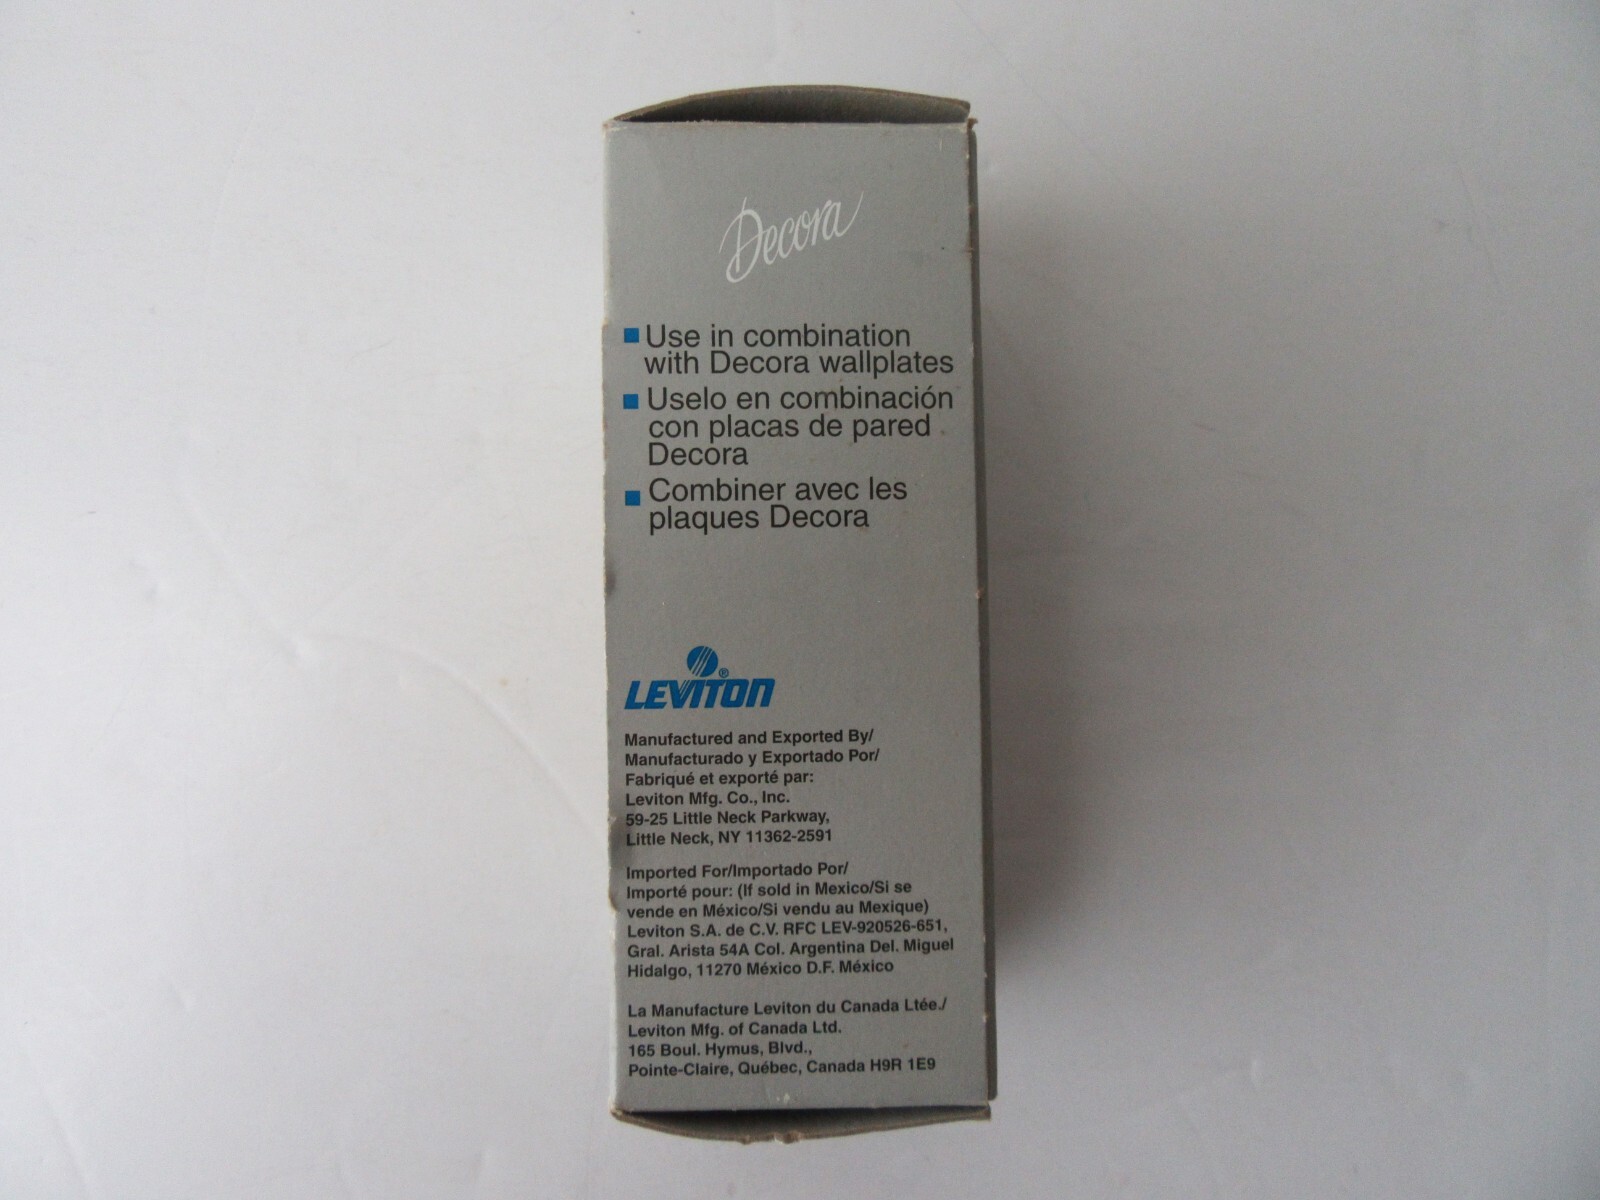 Decora
Use in combination
with Decora wallplates
Uselo en combinación
con placas de pared
Decora
Combiner avec les
plaques Decora
LEVITON®
Manufactured and Exported By/
Manufacturado y Exportado Por/
Fabriqué et exporté par:
Leviton Mfg. Co., Inc.
59-25 Little Neck Parkway,
Little Neck, NY 11362-2591
Imported For/Importado Por/
Importé pour: (If sold in Mexico/Si se
vende en México/Si vendu au Mexique)
Leviton S.A. de C.V. RFC LEV-920526-651,
Gral. Arista 54A Col. Argentina Del. Miguel
Hidalgo, 11270 México D.F. México
La Manufacture Leviton du Canada Ltée./
Leviton Mfg. of Canada Ltd.
165 Boul. Hymus, Blvd.,
Pointe-Claire, Québec, Canada H9R 1E9